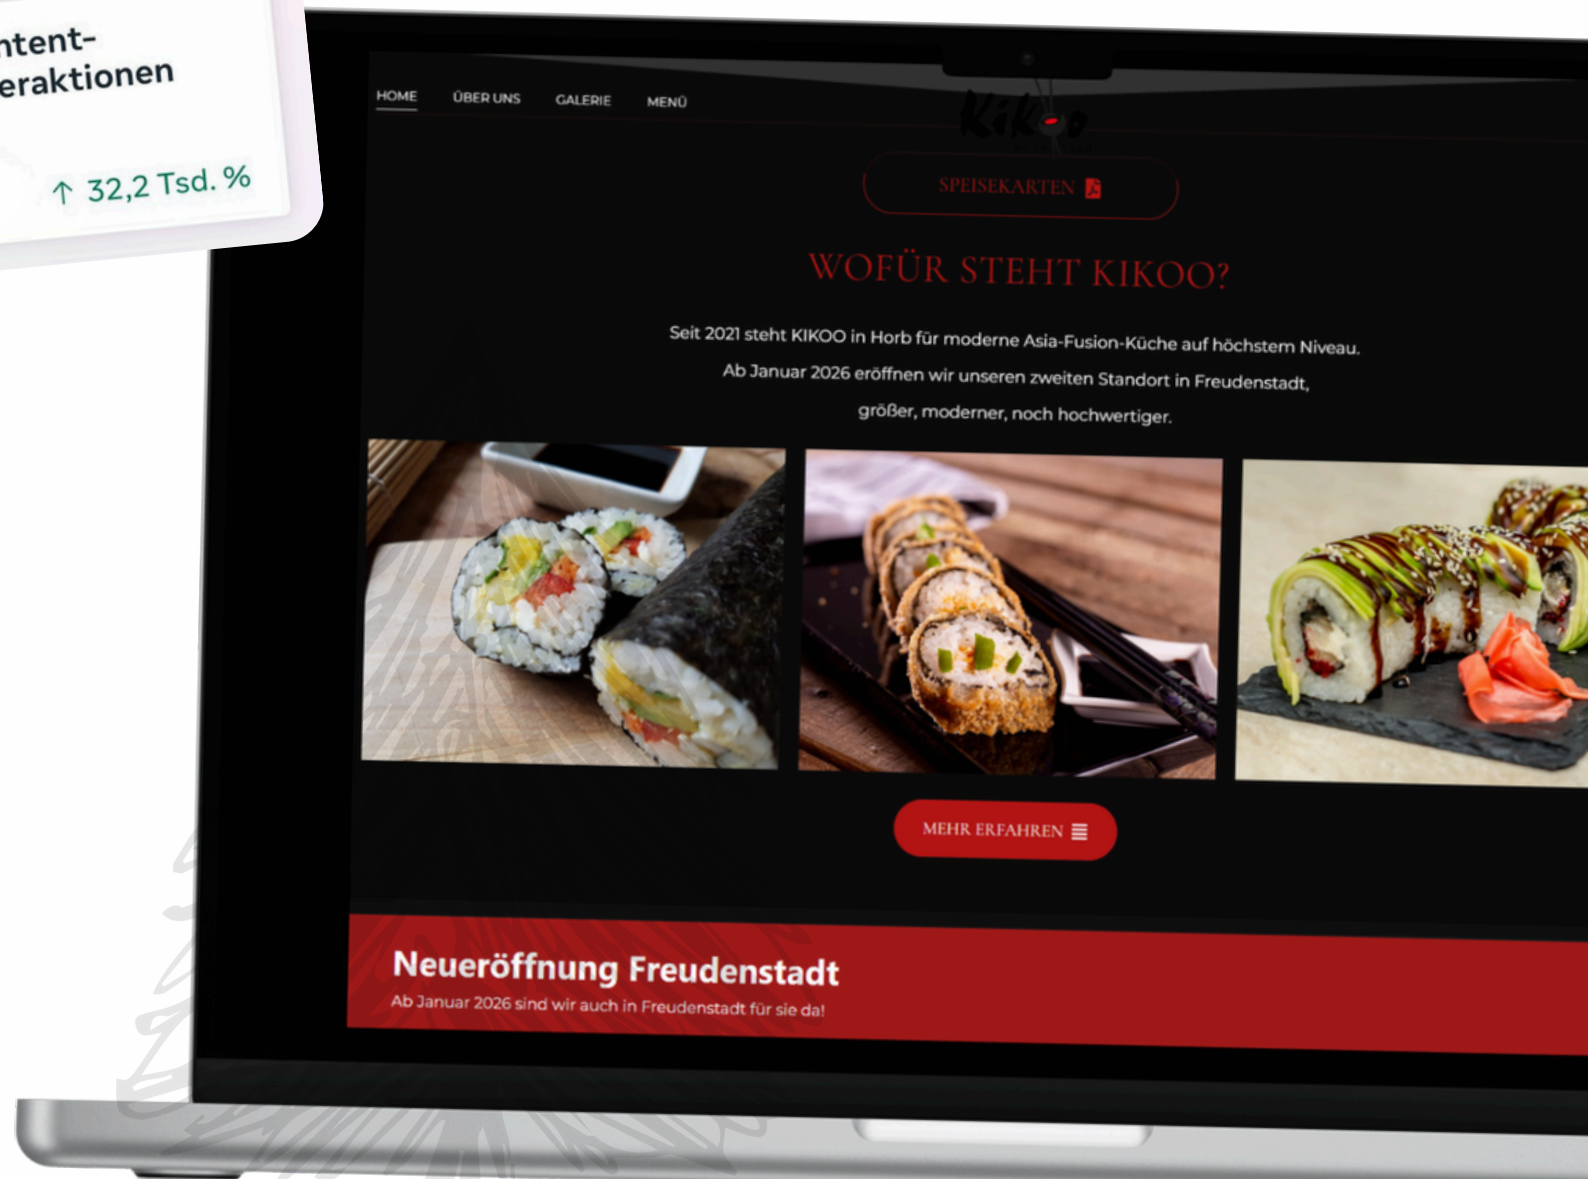 ntent-
eraktionen
↑ 32,2 Tsd. %
HOME ÜBER UNS GALERIE MENÜ
Kikoo
SPEISEKARTEN
WOFÜR STEHT KIKOO?
Seit 2021 steht KIKOO in Horb für moderne Asia-Fusion-Küche auf höchstem Niveau.
Ab Januar 2026 eröffnen wir unseren zweiten Standort in Freudenstadt,
größer, moderner, noch hochwertiger.
MEHR ERFAHREN
Neueröffnung Freudenstadt
Ab Januar 2026 sind wir auch in Freudenstadt für sie da!